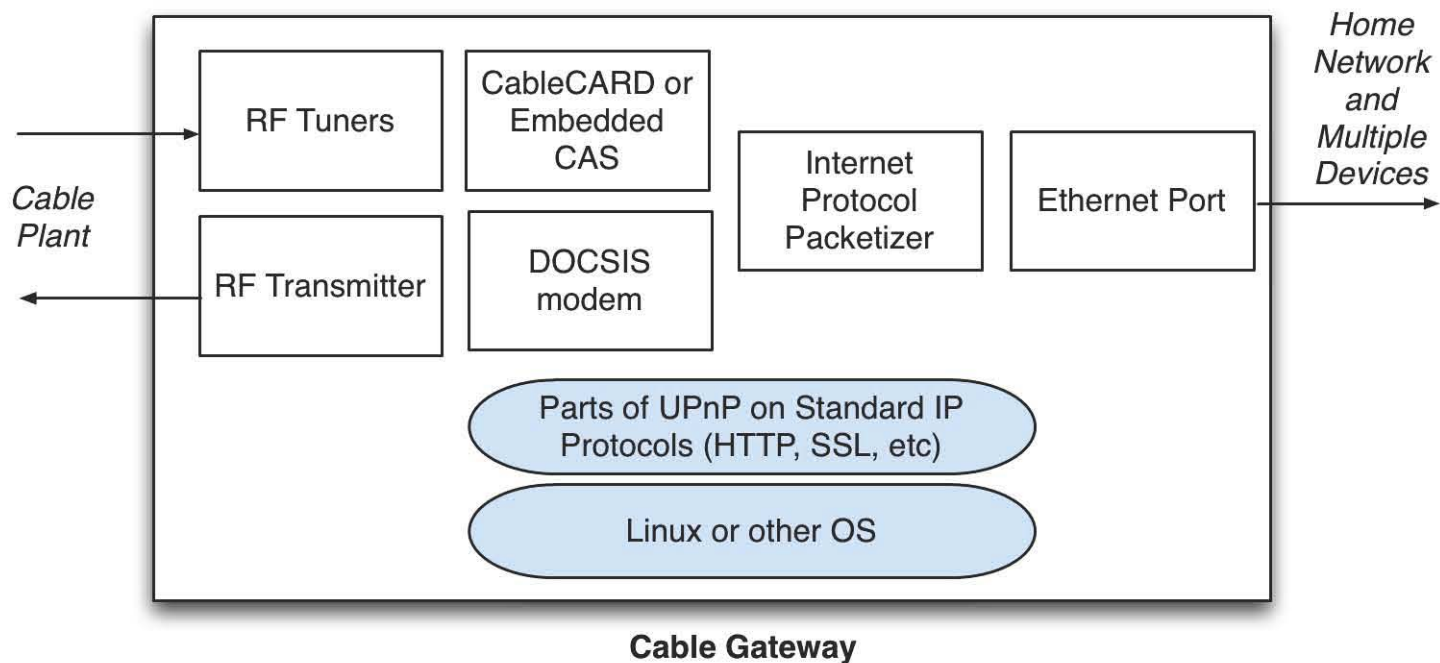 Cable
Plant
RF Tuners
RF Transmitter
CableCARD or
Embedded
CAS
DOCSIS
modem
Internet
Protocol
Packetizer
Ethernet Port
Home
Network
and
Multiple
Devices
Parts of UPnP on Standard IP
Protocols (HTTP, SSL, etc)
Linux or other OS
Cable Gateway